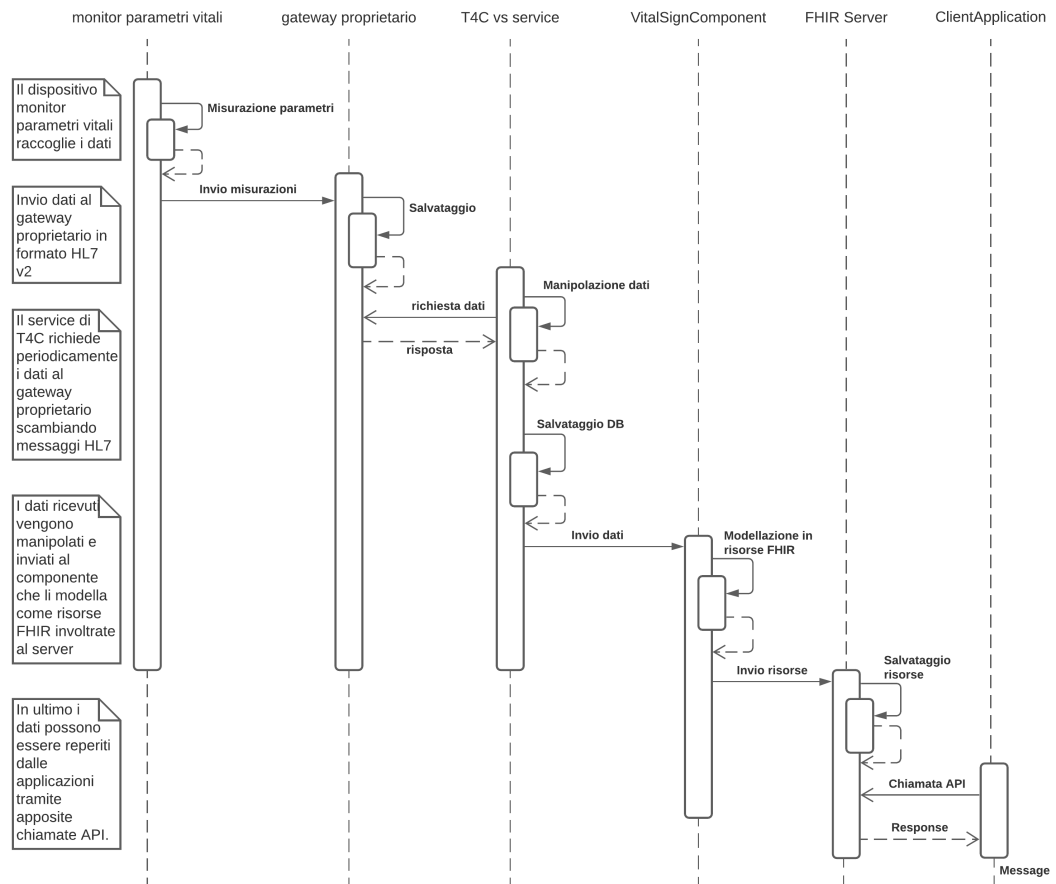 monitor parametri vitali
gateway proprietario
T4C vs service
VitalSignComponent
FHIR Server
ClientApplication
Il dispositivo
monitor
parametri vitali
raccoglie i dati
Misurazione parametri
Invio dati al
gateway
proprietario in
formato HL7
v2
Invio misurazioni
Salvataggio
Il service di
T4C richiede
periodicamente
i dati al
gateway
proprietario
scambiando
messaggi HL7
Manipolazione dati
richiesta dati
risposta
Salvataggio DB
I dati ricevuti
vengono
manipolati e
inviati al
componente
che li modella
come risorse
FHIR involtrate
al server
Invio dati
Modellazione in
risorse FHIR
Invio risorse
Salvataggio
risorse
In ultimo i
dati possono
essere reperiti
dalle
applicazioni
tramite
apposite
chiamate API.
Chiamata API
Response
Message